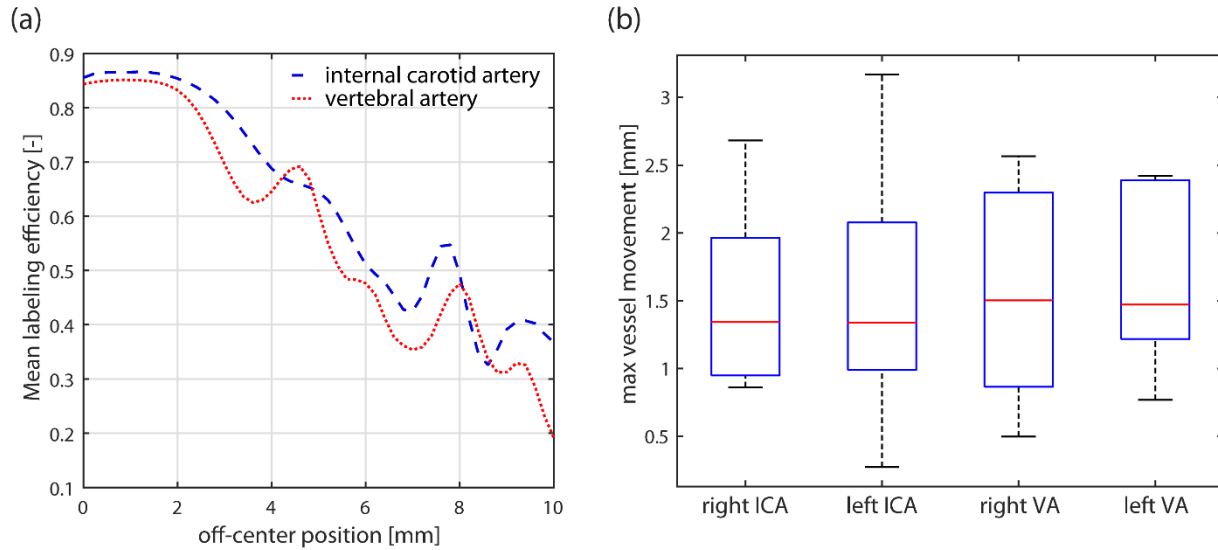 (a)
Mean labeling efficiency [-]
0.9
0.8
0.7
0.6
0.5
0.4
0.3
0.2
0.1
internal carotid artery
vertebral artery
0 2 4 6 8 10
off-center position [mm]
(b)
max vessel movement [mm]
3
2.5
2
1.5
1
0.5
right ICA left ICA right VA left VA